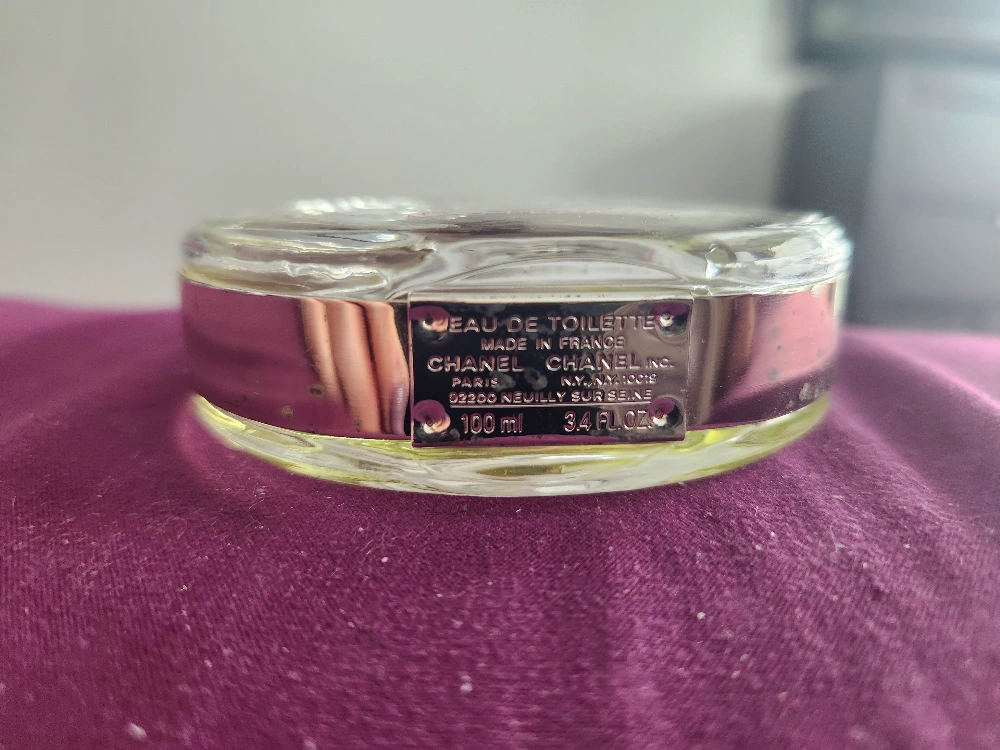 EAU DE TOILETTE
MADE IN FRANCE
CHANEL CHANEL INC.
PARIS N.Y., N.Y. 10019
92200 NEUILLY SUR SEINE
100 ml 3.4 FL. OZ.